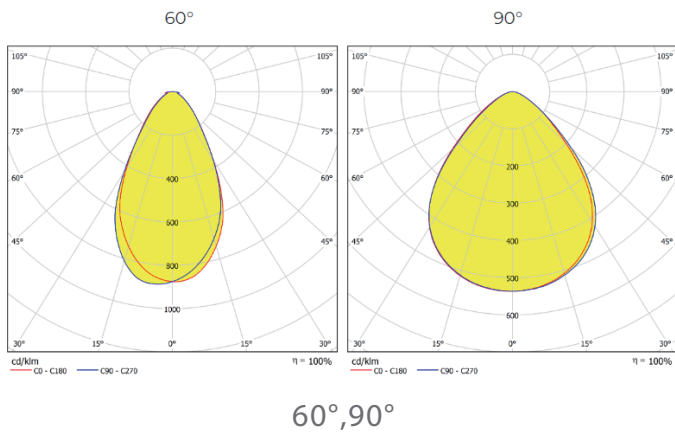 60° 90°
105° 105° 105° 105°
90° 90° 90° 90°
75° 75° 75° 75°
200
60° 60° 60° 60°
400 300
600 400
45° 45° 45° 45°
800 500
1000 600
30° 15° 0° 15° 30° 30° 15° 0° 15° 30°
cd/klm η = 100% cd/klm η = 100%
C0 - C180 C90 - C270 C0 - C180 C90 - C270
60°,90°